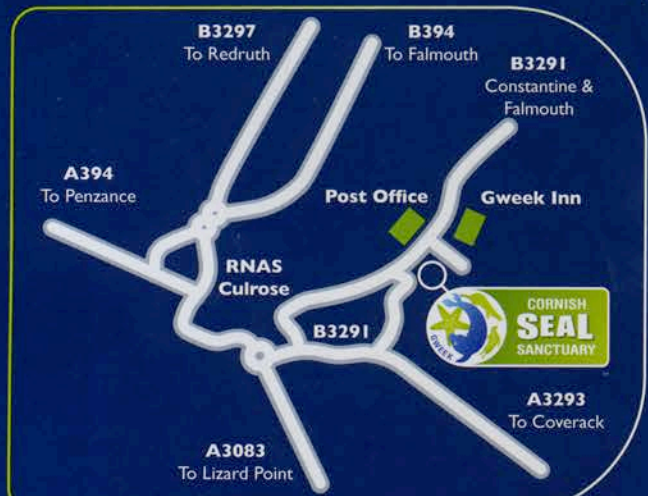 B3297
To Redruth
B394
To Falmouth
B3291
Constantine &
Falmouth
A394
To Penzance
Post Office
Gweek Inn
RNAS
Culrose
B3291
CORNISH
SEAL
SANCTUARY
GWEEK
A3293
To Coverack
A3083
To Lizard Point